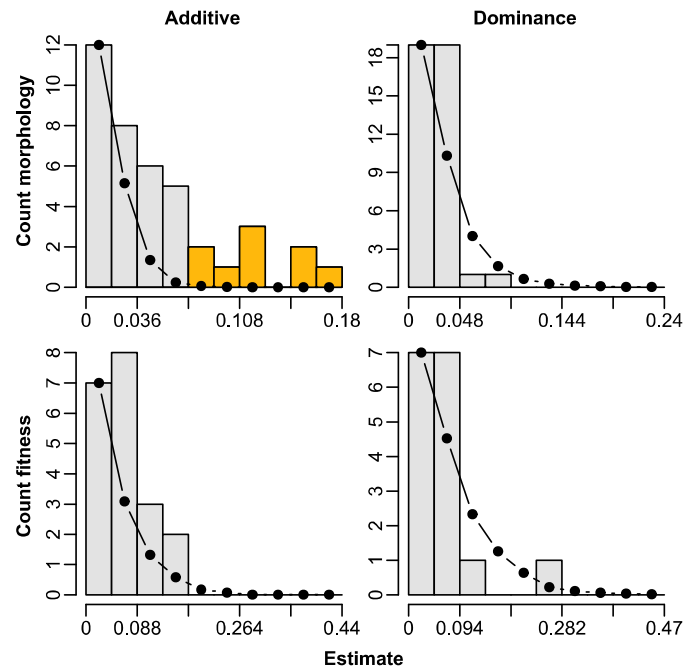 Additive Dominance
Count morphology
0 2 4 6 8 10 12
0 0.036 0.108 0.18
0 3 6 9 12 15 18
0 0.048 0.144 0.24
Count fitness
0 1 2 3 4 5 6 7 8
0 0.088 0.264 0.44
0 1 2 3 4 5 6 7
0 0.094 0.282 0.47
Estimate